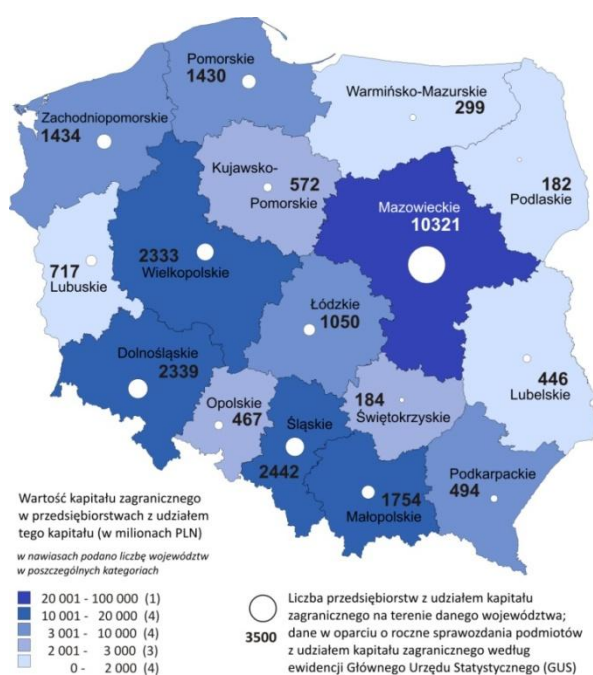 Pomorskie
1430
Warmińsko-Mazurskie
299
Zachodniopomorskie
1434
Kujawsko-
Pomorskie
572
182
Podlaskie
Mazowieckie
10321
2333
Wielkopolskie
717
Lubuskie
Łódzkie
1050
Dolnośląskie
2339
446
Lubelskie
184
Świętokrzyskie
Opolskie
467
Śląskie
2442
Podkarpackie
494
1754
Małopolskie
Wartość kapitału zagranicznego
w przedsiębiorstwach z udziałem
tego kapitału (w milionach PLN)
w nawiasach podano liczbę województw
w poszczególnych kategoriach
20 001 - 100 000 (1)
10 001 - 20 000 (4)
3 001 - 10 000 (4)
2 001 - 3 000 (3)
0 - 2 000 (4)
3500
Liczba przedsiębiorstw z udziałem kapitału
zagranicznego na terenie danego województwa;
dane w oparciu o roczne sprawozdania podmiotów
z udziałem kapitału zagranicznego według
ewidencji Głównego Urzędu Statystycznego (GUS)